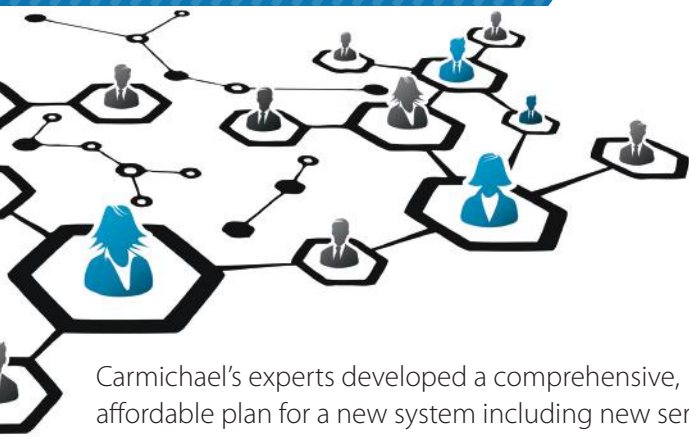 Carmichael’s experts developed a comprehensive,
affordable plan for a new system including new ser